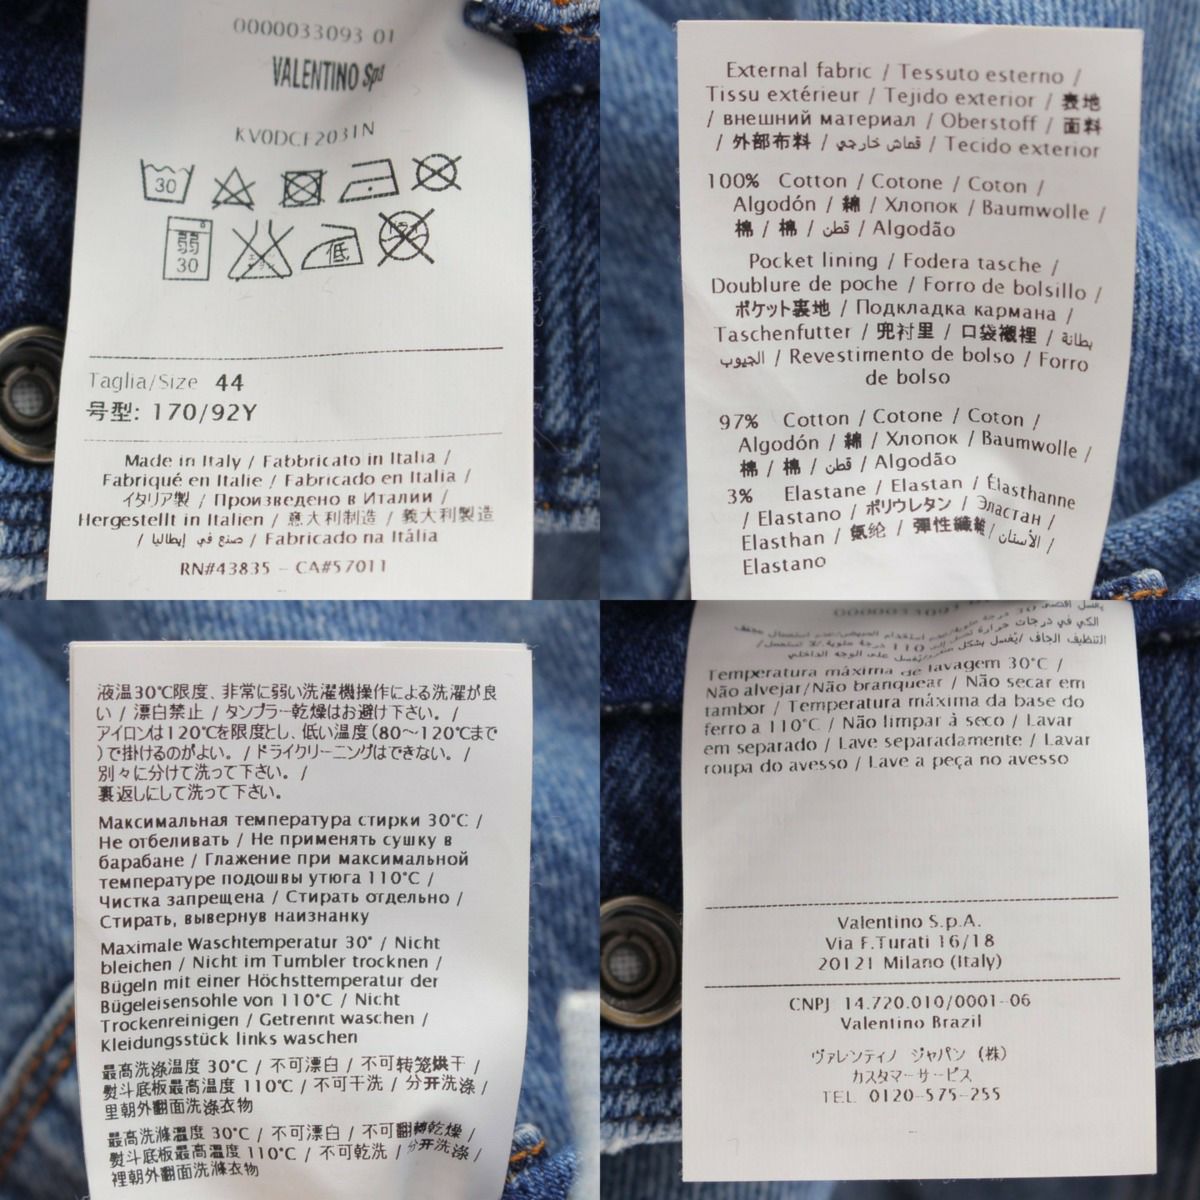 0000033093 01
VALENTINO SpA
KV0DCF2031N
30
弱
30
低
Taglia/Size 44
号型: 170/92Y
Made in Italy / Fabbricato in Italia /
Fabriqué en Italie / Fabricado en Italia /
イタリア製 / Произведено в Италии /
Hergestellt in Italien / 意大利制造 / 義大利製造
/ صنع في إيطاليا / Fabricado na Itália
RN#43835 - CA#57011
External fabric / Tessuto esterno /
Tissu extérieur / Tejido exterior / 表地
/ внешний материал / Oberstoff / 面料
/ 外部布料 / قماش خارجي / Tecido exterior
100% Cotton / Cotone / Coton /
Algodón / 綿 / Хлопок / Baumwolle /
棉 / 棉 / قطن / Algodão
Pocket lining / Fodera tasche /
Doublure de poche / Forro de bolsillo /
ポケット裏地 / Подкладка кармана /
Taschenfutter / 兜衬里 / 口袋襯裡 / بطانة
الجيوب / Revestimento de bolso / Forro
de bolso
97% Cotton / Cotone / Coton /
Algodón / 綿 / Хлопок / Baumwolle /
棉 / 棉 / قطن / Algodão
3% Elastane / Elastan / Élasthanne
/ Elastano / ポリウレタン / Эластан /
Elasthan / 氨纶 / 彈性纖維 / الأستان /
Elastano
液温30℃限度、非常に弱い洗濯機操作による洗濯が良
い / 漂白禁止 / タンブラー乾燥はお避け下さい。 /
アイロンは120℃を限度とし、低い温度(80～120℃まで
)で掛けるのがよい。 / ドライクリーニングはできない。 /
別々に分けて洗って下さい。 /
裏返しにして洗って下さい。
Максимальная температура стирки 30°C /
Не отбеливать / Не применять сушку в
барабане / Глажение при максимальной
температуре подошвы утюга 110°C /
Чистка запрещена / Стирать отдельно /
Стирать, вывернув наизнанку
Maximale Waschtemperatur 30° / Nicht
bleichen / Nicht im Tumbler trocknen /
Bügeln mit einer Höchsttemperatur der
Bügeleisensohle von 110°C / Nicht
Trockenreinigen / Getrennt waschen /
Kleidungsstück links waschen
最高洗涤温度 30°C / 不可漂白 / 不可转笼烘干 /
熨斗底板最高温度 110°C / 不可干洗 / 分开洗涤 /
里朝外翻面洗涤衣物
最高洗滌溫度 30°C / 不可漂白 / 不可翻轉乾燥 /
熨斗底板最高溫度 110°C / 不可乾洗 / 分开洗涤 /
裡朝外翻面洗滌衣物
0000033093
الكي في درجات حرارة تصل إلى 110 درجة مئوية
التنظيف الجاف / يُغسل بشكل / يُغسل على الوجه الداخلي
Temperatura máxima de lavagem 30°C /
Não alvejar/Não branquear / Não secar em
tambor / Temperatura máxima da base do
ferro a 110°C / Não limpar à seco / Lavar
em separado / Lave separadamente / Lavar
roupa do avesso / Lave a peça no avesso
Valentino S.p.A.
Via F.Turati 16/18
20121 Milano (Italy)
CNPJ 14.720.010/0001-06
Valentino Brazil
ヴァレンティノ ジャパン (株)
カスタマーサービス
TEL 0120-575-255